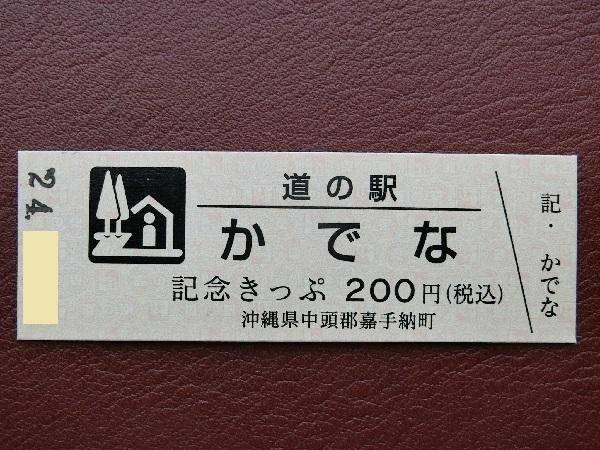 24.
道の駅
かでな
記念きっぷ 200円(税込)
沖縄県中頭郡嘉手納町
記・かでな